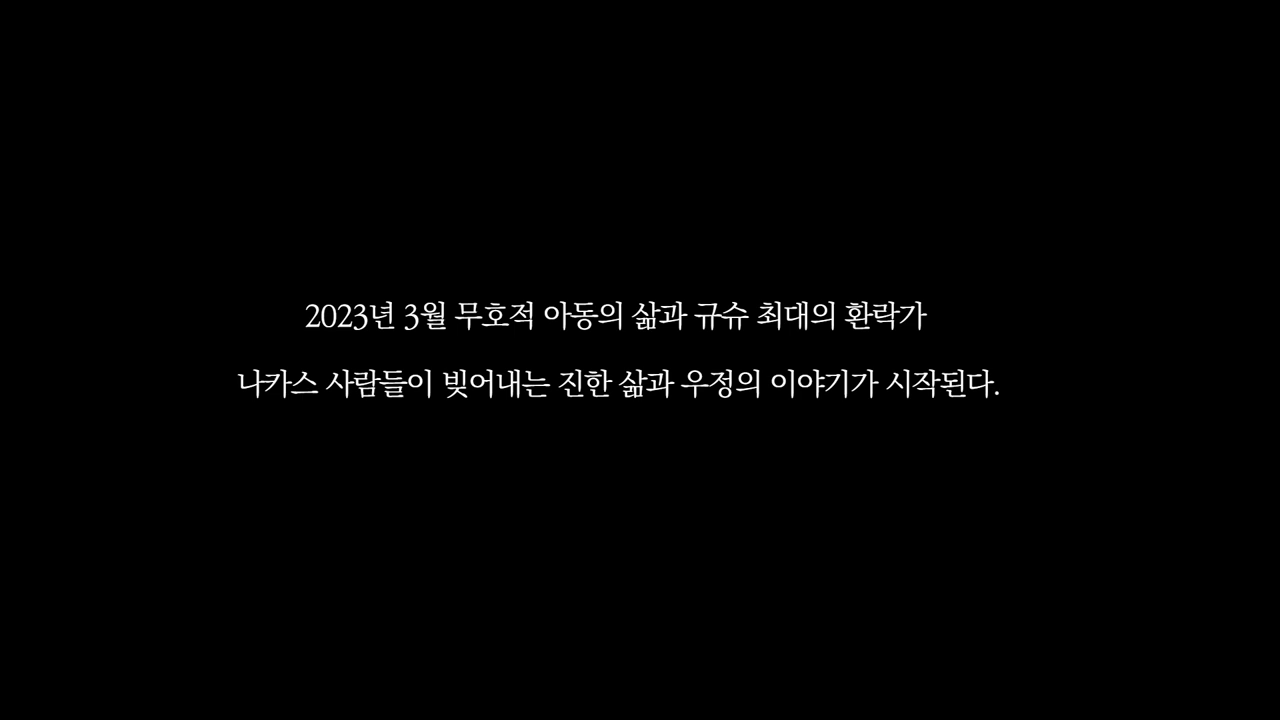 2023년 3월 무호적 아동의 삶과 규슈 최대의 환락가
나카스 사람들이 빚어내는 진한 삶과 우정의 이야기가 시작된다.